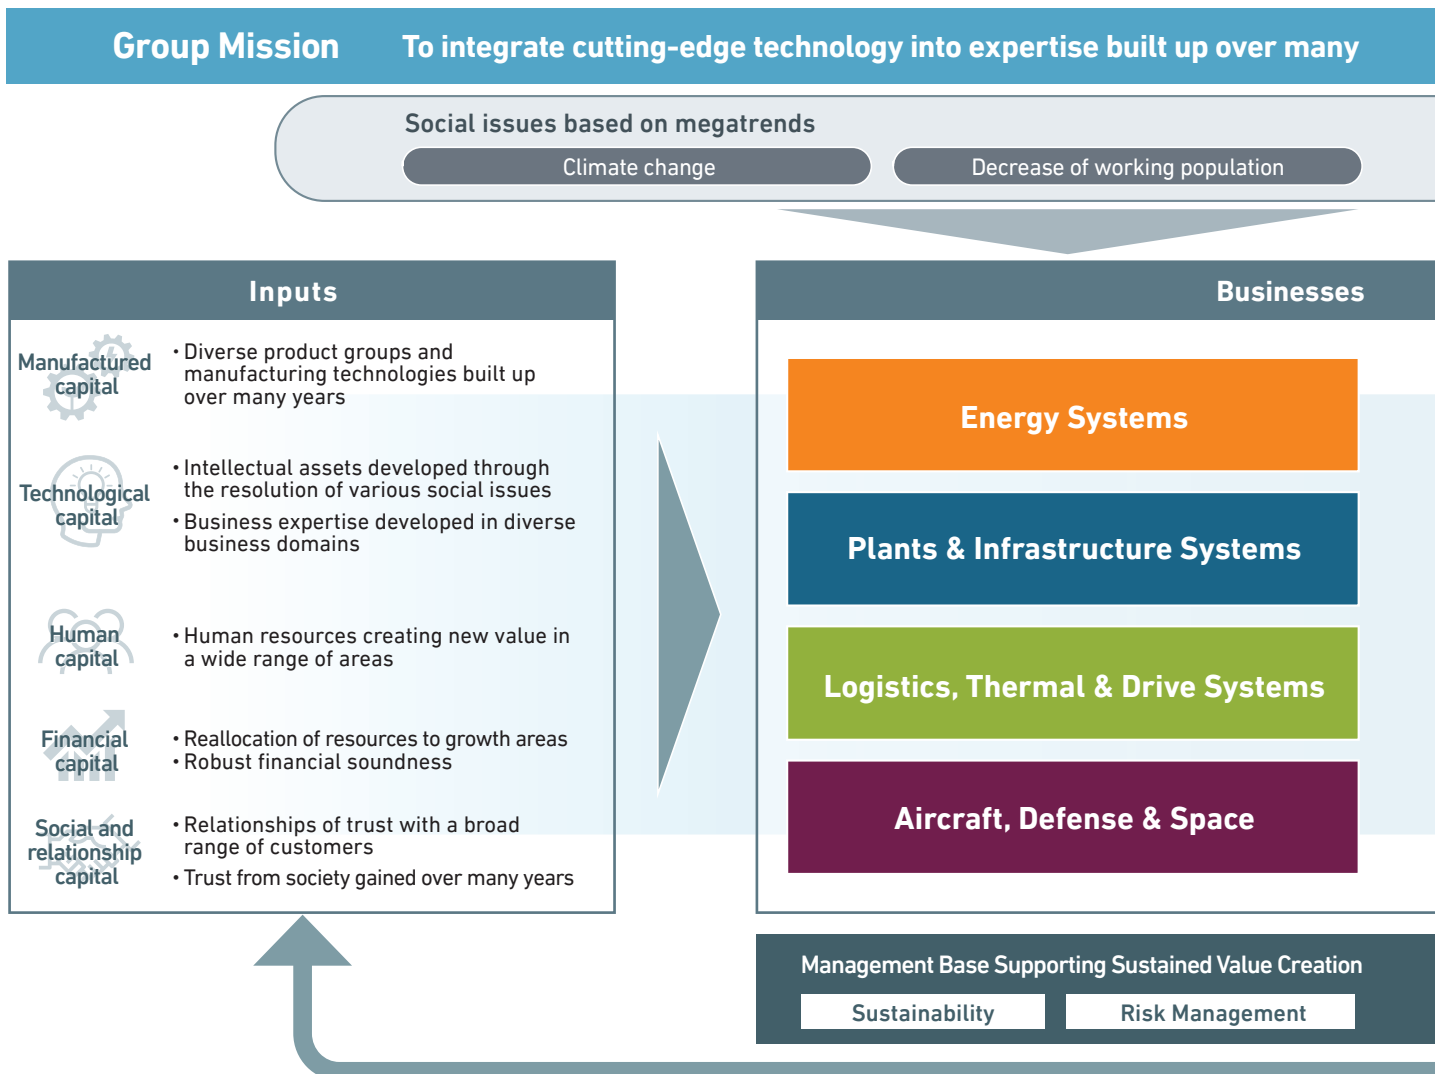 Group Mission To integrate cutting-edge technology into expertise built up over many
Social issues based on megatrends
Climate change
Decrease of working population
Inputs
Manufactured
capital
・Diverse product groups and
manufacturing technologies built up
over many years
Technological
capital
・Intellectual assets developed through
the resolution of various social issues
・Business expertise developed in diverse
business domains
Human
capital
・Human resources creating new value in
a wide range of areas
Financial
capital
・Reallocation of resources to growth areas
・Robust financial soundness
Social and
relationship
capital
・Relationships of trust with a broad
range of customers
・Trust from society gained over many years
Businesses
Energy Systems
Plants & Infrastructure Systems
Logistics, Thermal & Drive Systems
Aircraft, Defense & Space
Management Base Supporting Sustained Value Creation
Sustainability
Risk Management